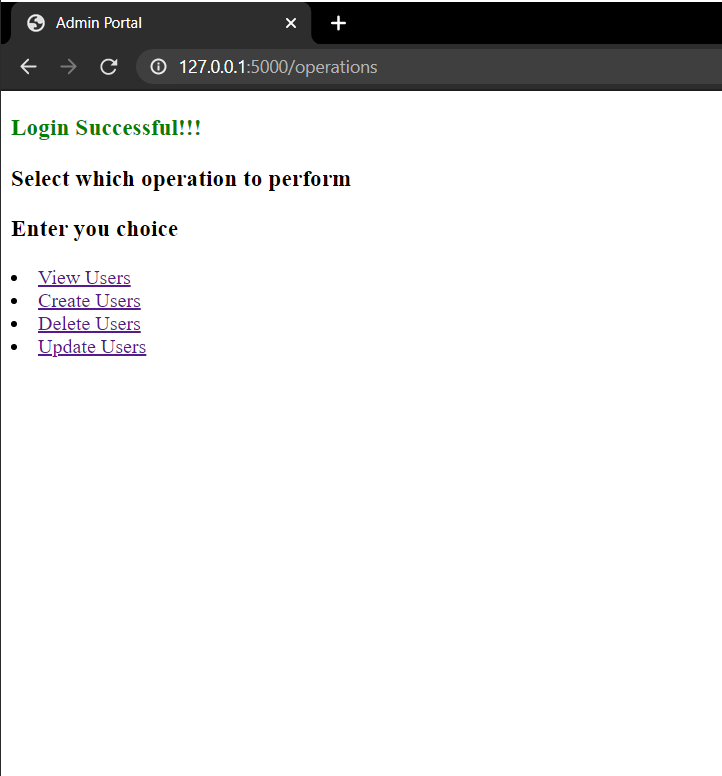 Admin Portal
127.0.0.1:5000/operations
Login Successful!!!
Select which operation to perform
Enter you choice
View Users
Create Users
Delete Users
Update Users